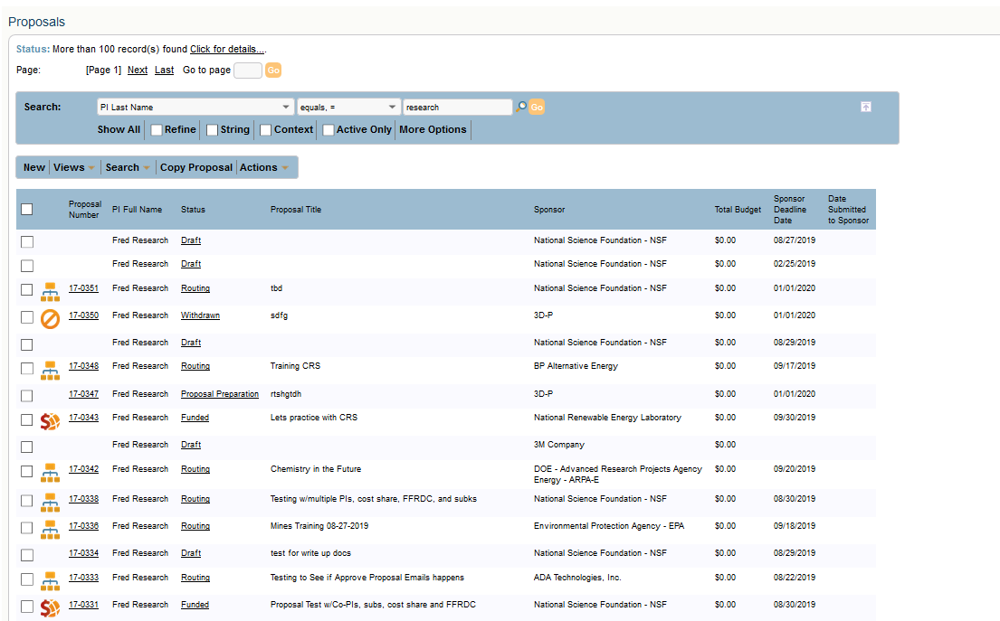 Proposals
Status: More than 100 record(s) found Click for details....
Page: [Page 1] Next Last Go to page Go
Search: PI Last Name equals, = research Go
Show All Refine String Context Active Only More Options
New Views Search Copy Proposal Actions
Proposal Number PI Full Name Status Proposal Title Sponsor Total Budget Sponsor Deadline Date Date Submitted to Sponsor
Fred Research Draft National Science Foundation - NSF $0.00 08/27/2019
Fred Research Draft National Science Foundation - NSF $0.00 02/25/2019
17-0351 Fred Research Routing tbd National Science Foundation - NSF $0.00 01/01/2020
17-0350 Fred Research Withdrawn sdfg 3D-P $0.00 01/01/2020
Fred Research Draft National Science Foundation - NSF $0.00 08/29/2019
17-0348 Fred Research Routing Training CRS BP Alternative Energy $0.00 09/17/2019
17-0347 Fred Research Proposal Preparation rtshgtdh 3D-P $0.00 01/01/2020
17-0343 Fred Research Funded Lets practice with CRS National Renewable Energy Laboratory $0.00 09/30/2019
Fred Research Draft 3M Company $0.00
17-0342 Fred Research Routing Chemistry in the Future DOE - Advanced Research Projects Agency Energy - ARPA-E $0.00 09/20/2019
17-0338 Fred Research Routing Testing w/multiple PIs, cost share, FFRDC, and subks National Science Foundation - NSF $0.00 08/30/2019
17-0336 Fred Research Routing Mines Training 08-27-2019 Environmental Protection Agency - EPA $0.00 09/18/2019
17-0334 Fred Research Draft test for write up docs National Science Foundation - NSF $0.00 08/29/2019
17-0333 Fred Research Routing Testing to See if Approve Proposal Emails happens ADA Technologies, Inc. $0.00 08/22/2019
17-0331 Fred Research Funded Proposal Test w/Co-PIs, subs, cost share and FFRDC National Science Foundation - NSF $0.00 08/30/2019